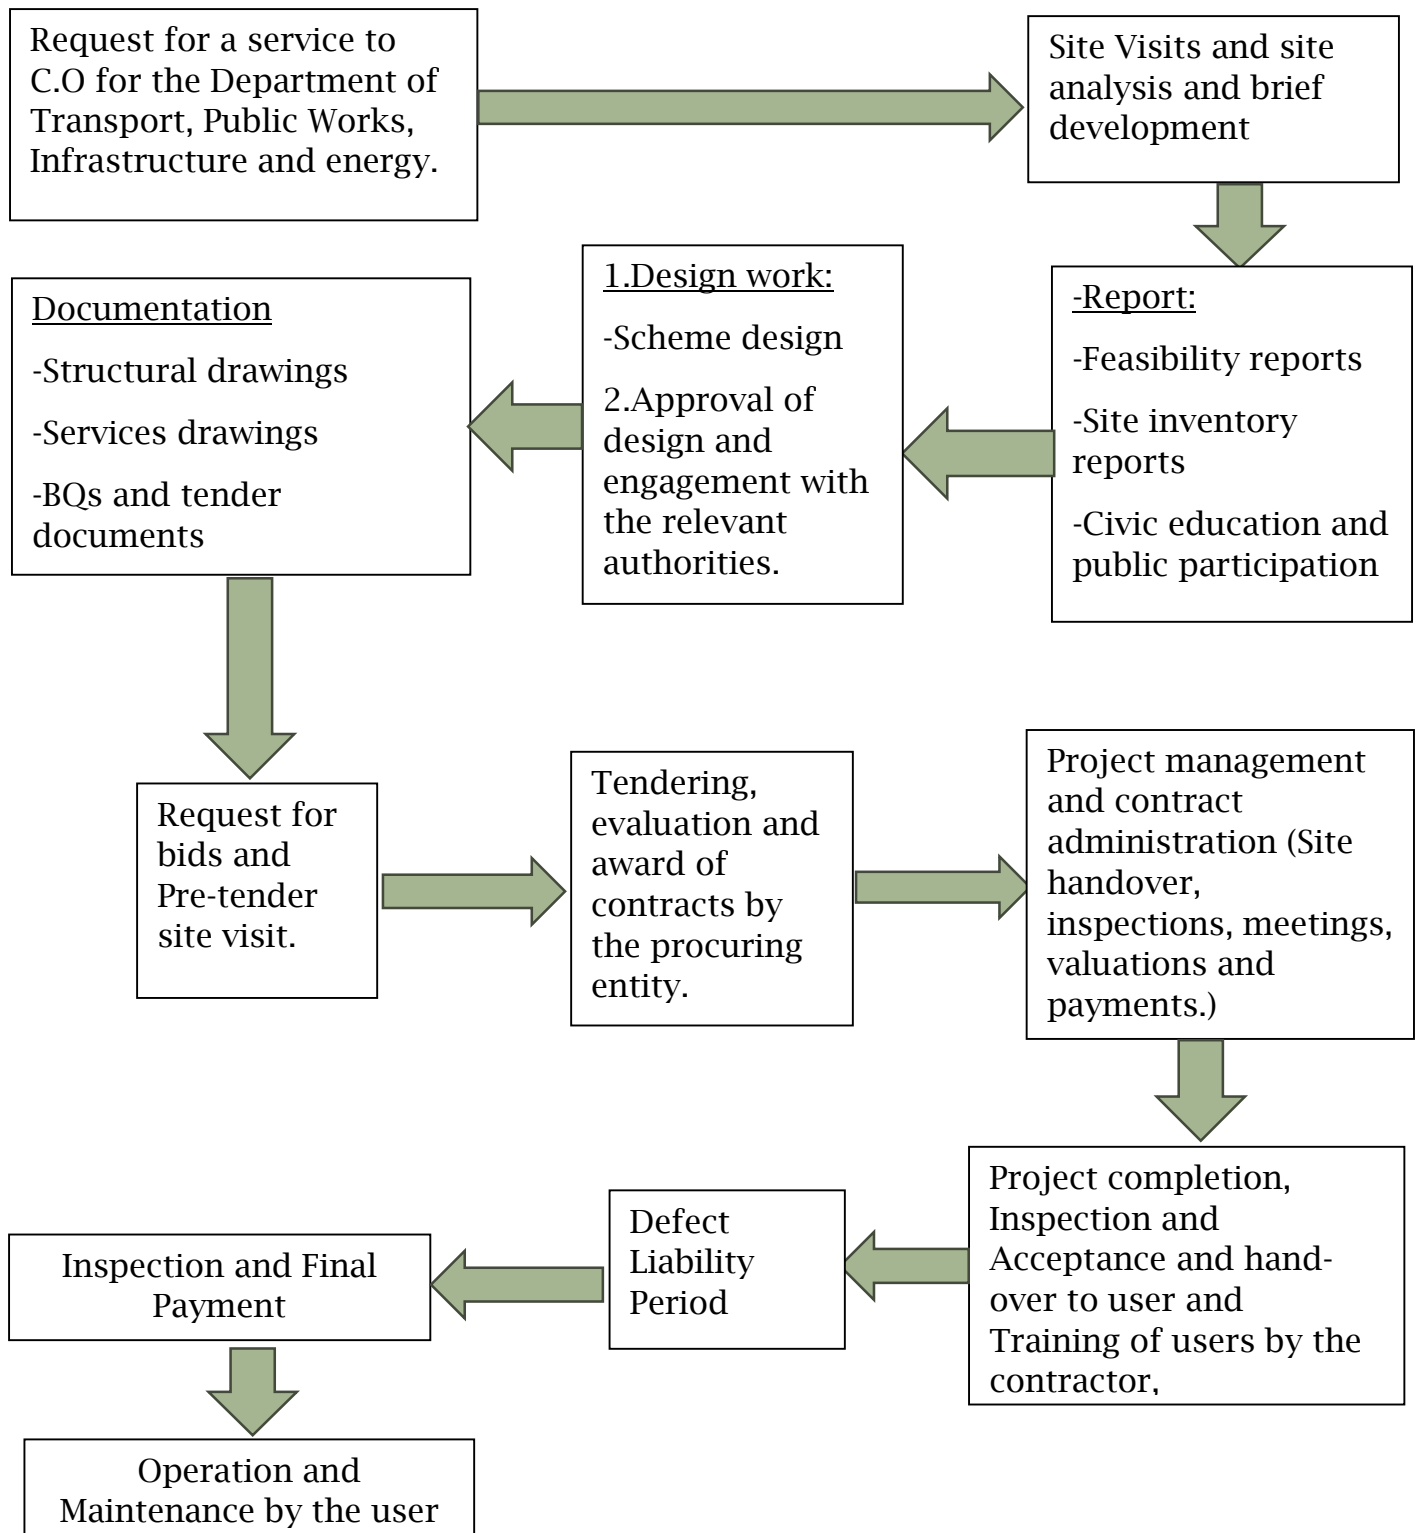 Request for a service to
C.O for the Department of
Transport, Public Works,
Infrastructure and energy.
Site Visits and site
analysis and brief
development
-Report:
-Feasibility reports
-Site inventory
reports
-Civic education and
public participation
1.Design work:
-Scheme design
2.Approval of
design and
engagement with
the relevant
authorities.
Documentation
-Structural drawings
-Services drawings
-BQs and tender
documents
Request for
bids and
Pre-tender
site visit.
Tendering,
evaluation and
award of
contracts by
the procuring
entity.
Project management
and contract
administration (Site
handover,
inspections, meetings,
valuations and
payments.)
Project completion,
Inspection and
Acceptance and hand-
over to user and
Training of users by the
contractor,
Defect
Liability
Period
Inspection and Final
Payment
Operation and
Maintenance by the user